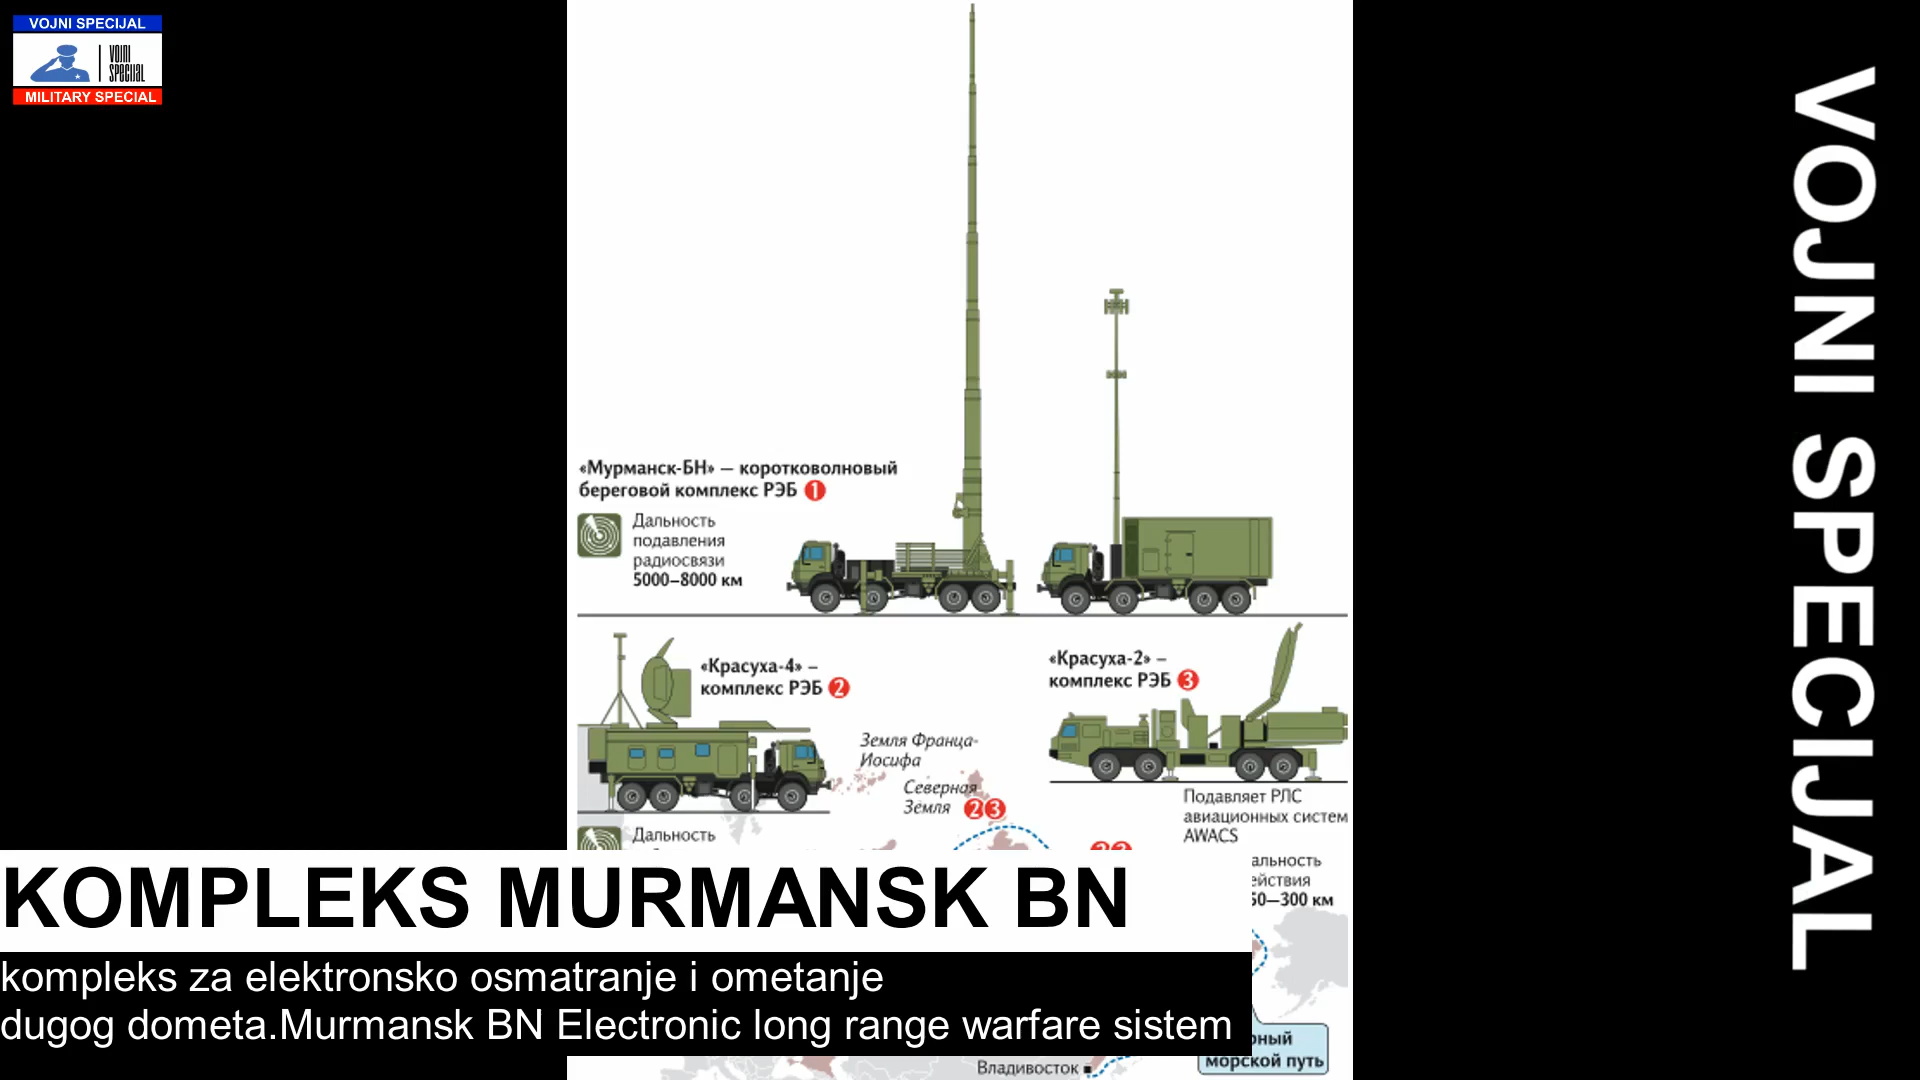 VOJNI SPECIJAL
VOJNI
SPECIJAL
MILITARY SPECIAL
VOJNI SPECIJAL
«Мурманск-БН» – коротковолновый
береговой комплекс РЭБ 1
Дальность
подавления
радиосвязи
5000–8000 км
«Красуха-4» –
комплекс РЭБ 2
«Красуха-2» –
комплекс РЭБ 3
Земля Франца-
Иосифа
Северная
Земля 2 3
Подавляет РЛС
авиационных систем
AWACS
Дальность
KOMPLEKS MURMANSK BN
kompleks za elektronsko osmatranje i ometanje
dugog dometa.Murmansk BN Electronic long range warfare sistem
морской путь
Владивосток